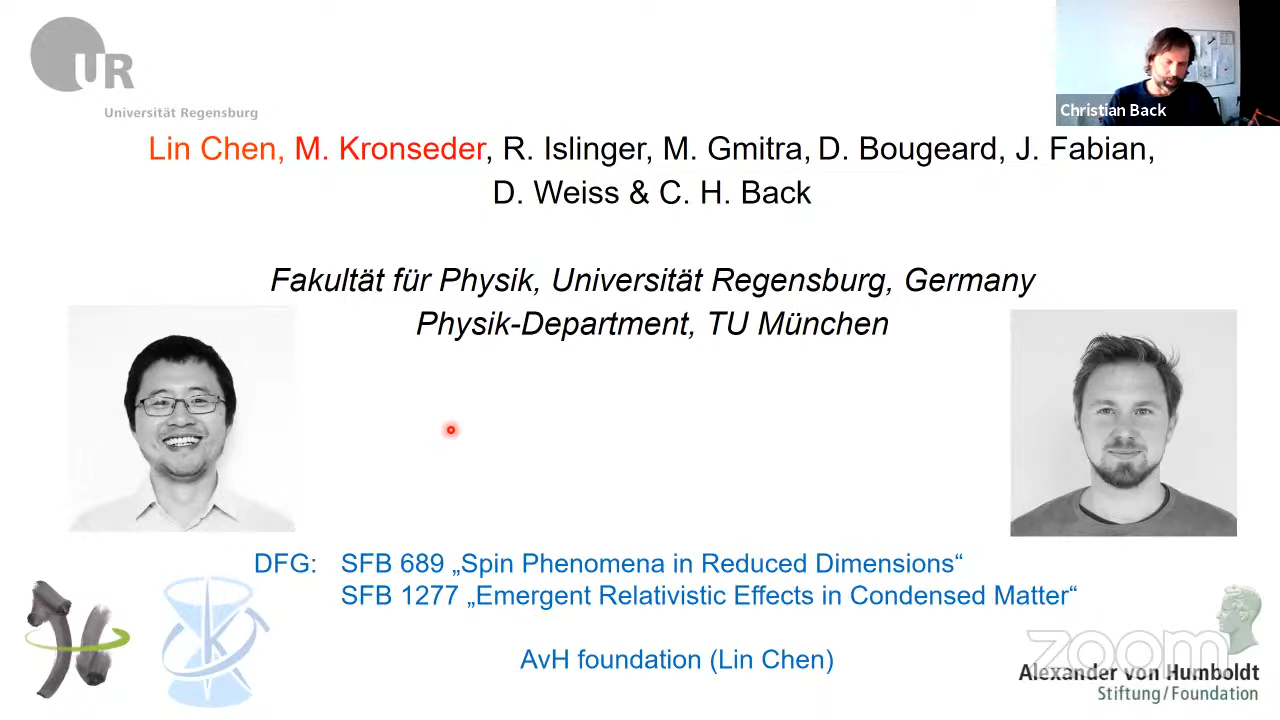 UR
Universität Regensburg
Christian Back
Lin Chen, M. Kronseder, R. Islinger, M. Gmitra, D. Bougeard, J. Fabian,
D. Weiss & C. H. Back
Fakultät für Physik, Universität Regensburg, Germany
Physik-Department, TU München
DFG: SFB 689 „Spin Phenomena in Reduced Dimensions“
SFB 1277 „Emergent Relativistic Effects in Condensed Matter“
K
AvH foundation (Lin Chen)
zoom
Alexander von Humboldt
Stiftung/Foundation